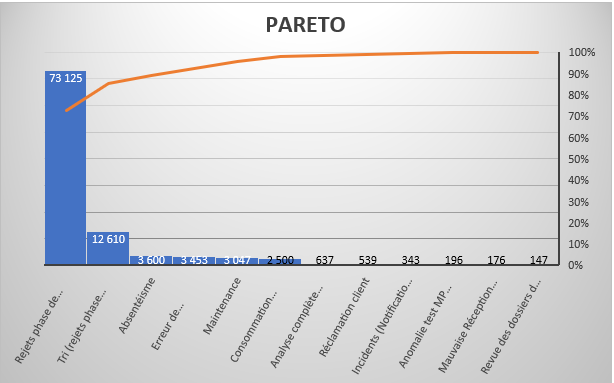 PARETO
100%
90%
80%
70%
60%
50%
40%
30%
20%
10%
0%
73 125
12 610
3 600
3 453
3 047
2 500
637
539
343
196
176
147
Rejets phase de...
Tri (rejets phase...
Absentéisme
Erreur de...
Maintenance
Consommation...
Analyse complète...
Réclamation client
Incidents (Notificatio...
Anomalie test MP...
Mauvaise Réception...
Revue des dossiers d...